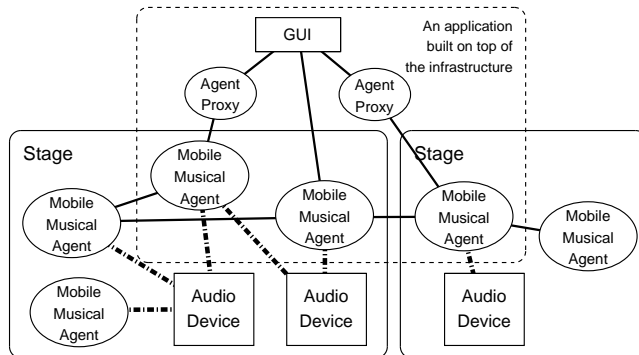 GUI
An application
built on top of
the infrastructure
Agent
Proxy
Agent
Proxy
Stage
Stage
Mobile
Musical
Agent
Mobile
Musical
Agent
Mobile
Musical
Agent
Mobile
Musical
Agent
Mobile
Musical
Agent
Mobile
Musical
Agent
Audio
Device
Audio
Device
Audio
Device